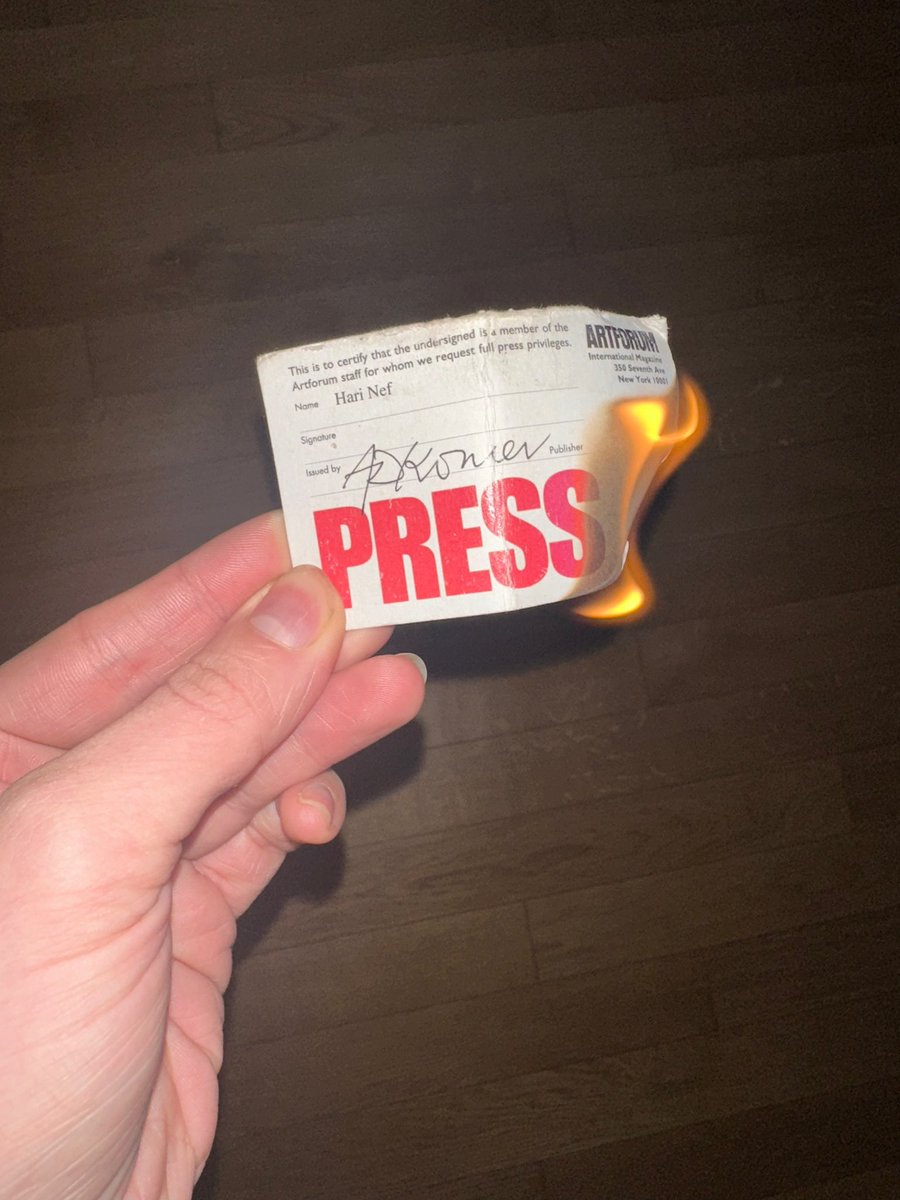 This is to certify that the undersigned is a member of the
Artforum staff for whom we request full press privileges.
ARTFORUM
International Magazine
350 Seventh Ave
New York 10001
Name Hari Nef
Signature
Issued by Publisher
PRESS